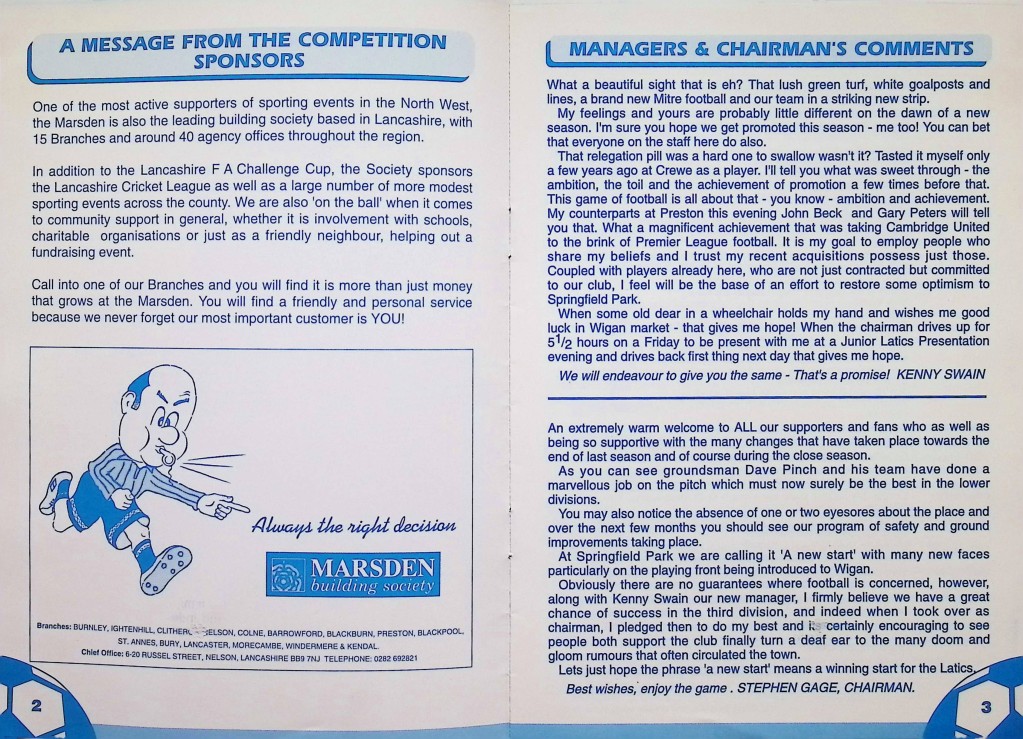 A MESSAGE FROM THE COMPETITION
SPONSORS
One of the most active supporters of sporting events in the North West,
the Marsden is also the leading building society based in Lancashire, with
15 Branches and around 40 agency offices throughout the region.
In addition to the Lancashire F A Challenge Cup, the Society sponsors
the Lancashire Cricket League as well as a large number of more modest
sporting events across the county. We are also 'on the ball' when it comes
to community support in general, whether it is involvement with schools,
charitable organisations or just as a friendly neighbour, helping out a
fundraising event.
Call into one of our Branches and you will find it is more than just money
that grows at the Marsden. You will find a friendly and personal service
because we never forget our most important customer is YOU!
Always the right decision
MARSDEN
building society
Branches: BURNLEY, IGHTENHILL, COLNE, BARROWFORD, BLACKBURN, PRESTON, BLACKPOOL,
ST. ANNES, BURY, LANCASTER, MORECAMBE, WINDERMERE & KENDAL.
Chief Office: 6-20 RUSSEL STREET, NELSON, LANCASHIRE BB9 7NJ TELEPHONE: 0282 692821
2
MANAGERS & CHAIRMAN'S COMMENTS
What a beautiful sight that is eh? That lush green turf, white goalposts and
lines, a brand new Mitre football and our team in a striking new strip.
My feelings and yours are probably little different on the dawn of a new
season. I'm sure you hope we get promoted this season - me too! You can bet
that everyone on the staff here do also.
That relegation pill was a hard one to swallow wasn't it? Tasted it myself only
a few years ago at Crewe as a player. I'll tell you what was sweet through - the
ambition, the toil and the achievement of promotion a few times before that.
This game of football is all about that - you know - ambition and achievement.
My counterparts at Preston this evening John Beck and Gary Peters will tell
you that. What a magnificent achievement that was taking Cambridge United
to the brink of Premier League football. It is my goal to employ people who
share my beliefs and I trust my recent acquisitions possess just those.
Coupled with players already here, who are not just contracted but committed
to our club, I feel will be the base of an effort to restore some optimism to
Springfield Park.
When some old dear in a wheelchair holds my hand and wishes me good
luck in Wigan market - that gives me hope! When the chairman drives up for
5 1/2 hours on a Friday to be present with me at a Junior Latics Presentation
evening and drives back first thing next day that gives me hope.
We will endeavour to give you the same - That's a promise! KENNY SWAIN
An extremely warm welcome to ALL our supporters and fans who as well as
being so supportive with the many changes that have taken place towards the
end of last season and of course during the close season.
As you can see groundsman Dave Pinch and his team have done a
marvellous job on the pitch which must now surely be the best in the lower
divisions.
You may also notice the absence of one or two eyesores about the place and
over the next few months you should see our program of safety and ground
improvements taking place.
At Springfield Park we are calling it 'A new start' with many new faces
particularly on the playing front being introduced to Wigan.
Obviously there are no guarantees where football is concerned, however,
along with Kenny Swain our new manager, I firmly believe we have a great
chance of success in the third division, and indeed when I took over as
chairman, I pledged then to do my best and certainly encouraging to see
people both support the club finally turn a deaf ear to the many doom and
gloom rumours that often circulated the town.
Lets just hope the phrase 'a new start' means a winning start for the Latics.
Best wishes, enjoy the game . STEPHEN GAGE, CHAIRMAN.
3